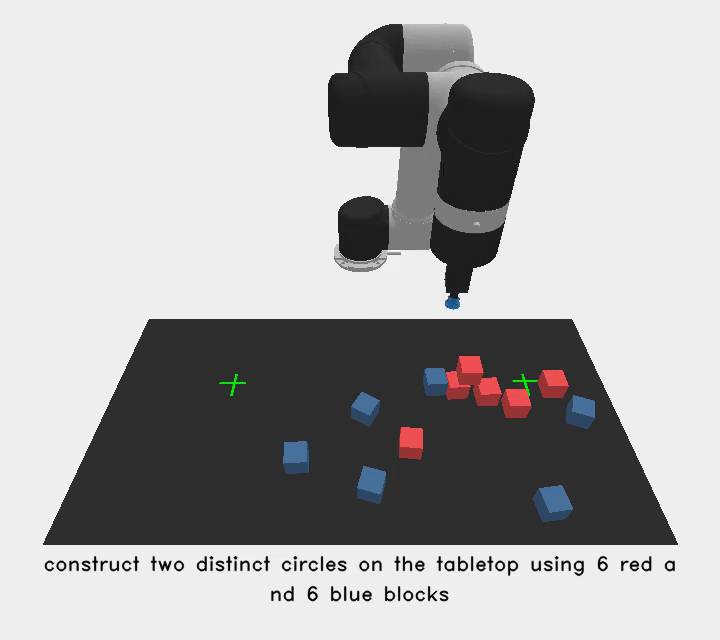 construct two distinct circles on the tabletop using 6 red a
nd 6 blue blocks